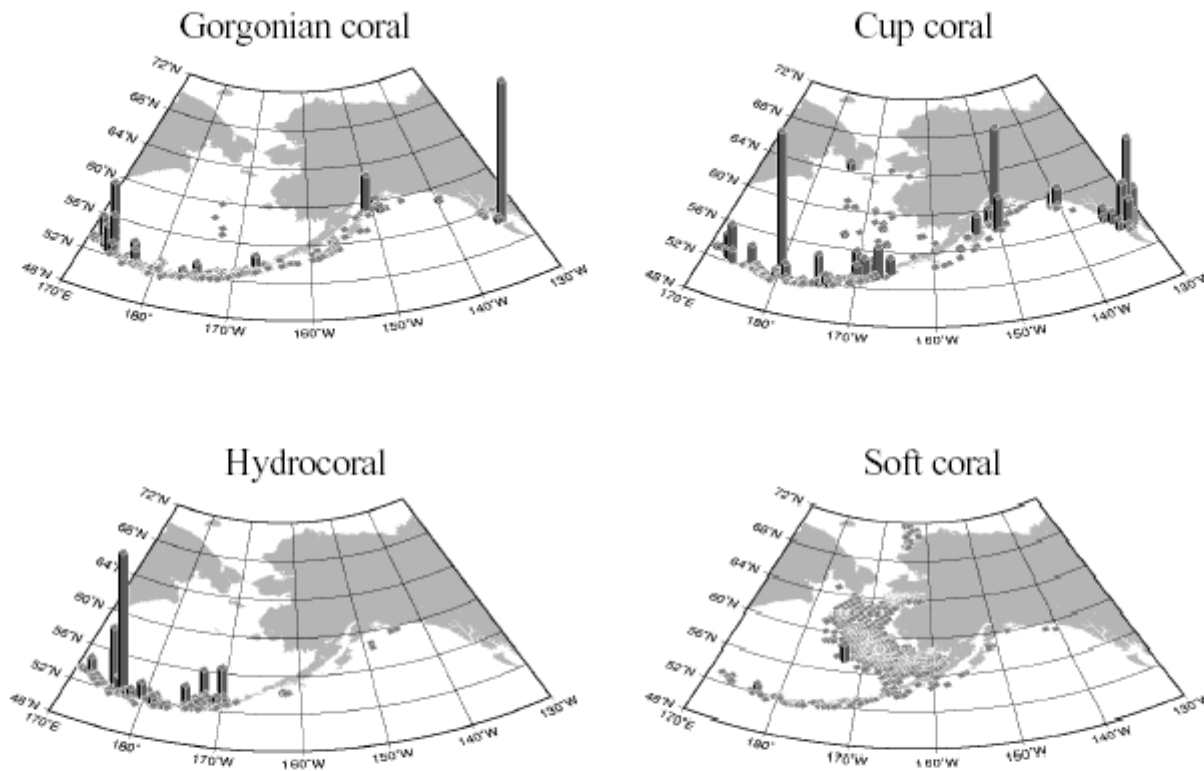 Gorgonian coral
72°N
68°N
64°N
60°N
56°N
52°N
48°N
170°E
180°
170°W
160°W
150°W
140°W
130°W
Cup coral
72°N
68°N
64°N
60°N
56°N
52°N
48°N
170°E
180°
170°W
160°W
150°W
140°W
130°W
Hydrocoral
72°N
68°N
64°N
60°N
56°N
52°N
48°N
170°E
180°
170°W
160°W
150°W
140°W
130°W
Soft coral
72°N
68°N
64°N
60°N
56°N
52°N
48°N
170°E
180°
170°W
160°W
150°W
140°W
130°W